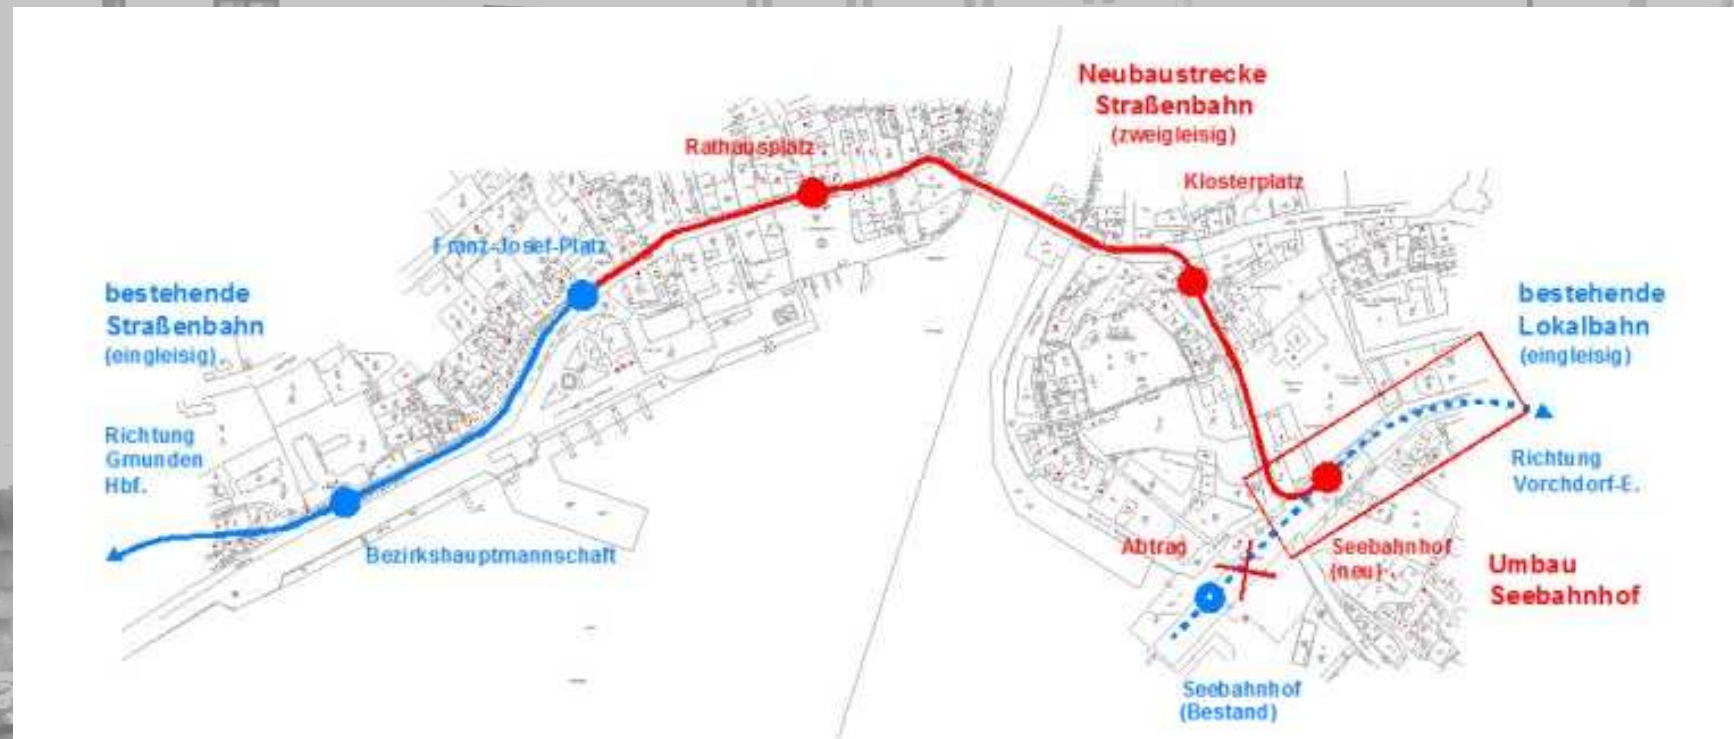 Neubaustrecke
Straßenbahn
(zweigleisig)
Rathausplatz
Klosterplatz
Franz-Josef-Platz
bestehende
Straßenbahn
(eingleisig)
bestehende
Lokalbahn
(eingleisig)
Richtung
Gmunden
Hbf.
Richtung
Vorchdorf-E.
Bezirkshauptmannschaft
Abtrag
Seebahnhof
(neu)
Umbau
Seebahnhof
Seebahnhof
(Bestand)